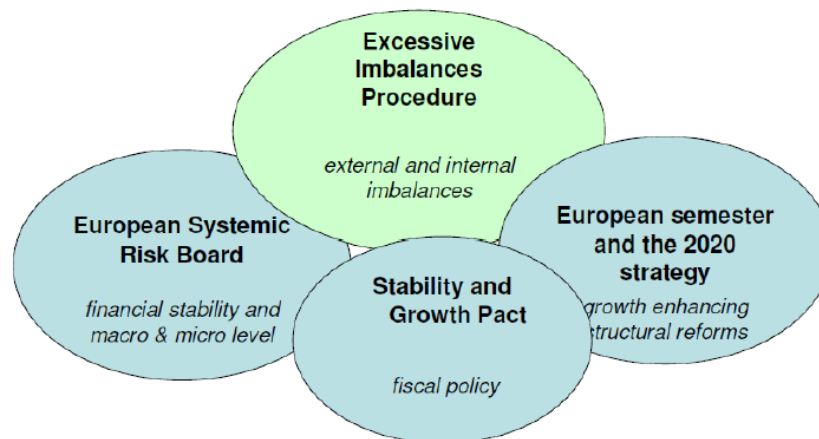 Excessive
Imbalances
Procedure
external and internal
imbalances
European Systemic
Risk Board
financial stability and
macro & micro level
Stability and
Growth Pact
fiscal policy
European semester
and the 2020
strategy
growth enhancing
structural reforms